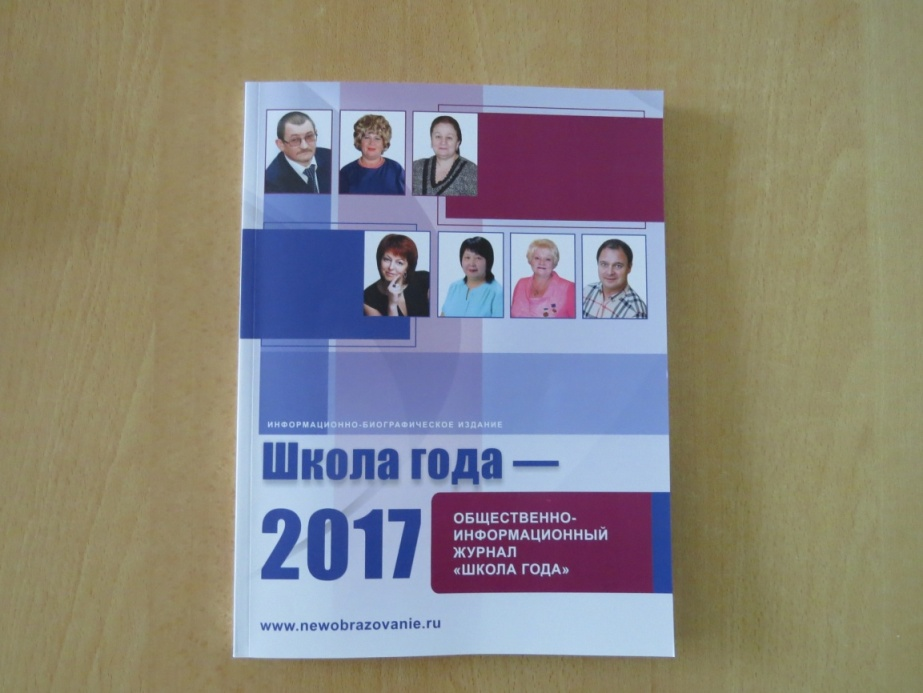 ИНФОРМАЦИОННО-БИОГРАФИЧЕСКОЕ ИЗДАНИЕ
Школа года —
2017
ОБЩЕСТВЕННО-
ИНФОРМАЦИОННЫЙ
ЖУРНАЛ
«ШКОЛА ГОДА»
www.newobrazovanie.ru